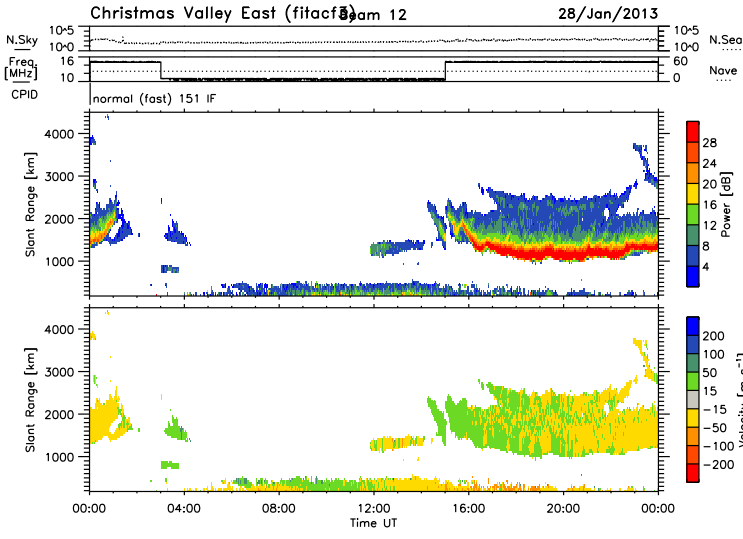 Christmas Valley East (fitacf3) Beam 12 28/Jan/2013
N.Sky 10^5 10^0 10^5 10^0 N.Sea
Freq. [MHz] 16 10 60 0 Nave
CPID normal (fast) 151 IF
Slant Range [km] 4000 3000 2000 1000
28 24 20 16 12 8 4 Power [dB]
Slant Range [km] 4000 3000 2000 1000
200 100 50 15 -15 -50 -100 -200 Velocity [m s^-1]
00:00 04:00 08:00 12:00 16:00 20:00 00:00
Time UT